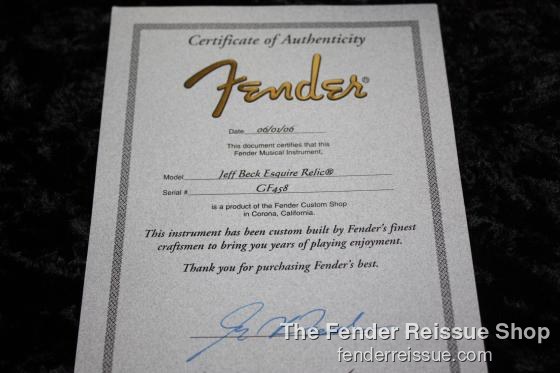 Certificate of Authenticity
Fender®
Date 06/01/06
This document certifies that this
Fender Musical Instrument,
Model Jeff Beck Esquire Relic®
Serial # GF458
is a product of the Fender Custom Shop
in Corona, California.
This instrument has been custom built by Fender's finest
craftsmen to bring you years of playing enjoyment.
Thank you for purchasing Fender's best.
The Fender Reissue Shop
fenderreissue.com